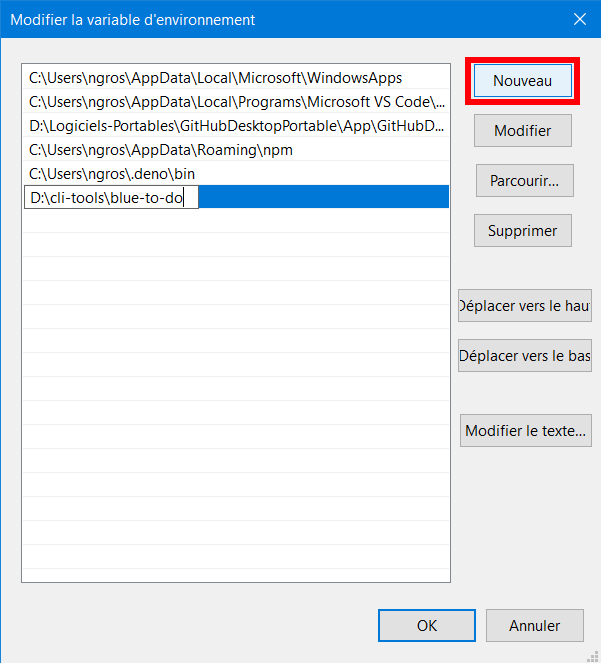 Modifier la variable d'environnement
C:\Users\ngros\AppData\Local\Microsoft\WindowsApps
C:\Users\ngros\AppData\Local\Programs\Microsoft VS Code\...
D:\Logiciels-Portables\GitHubDesktopPortable\App\GitHubD...
C:\Users\ngros\AppData\Roaming\npm
C:\Users\ngros\.deno\bin
D:\cli-tools\blue-to-do
Nouveau
Modifier
Parcourir...
Supprimer
Déplacer vers le hau
Déplacer vers le bas
Modifier le texte...
OK
Annuler